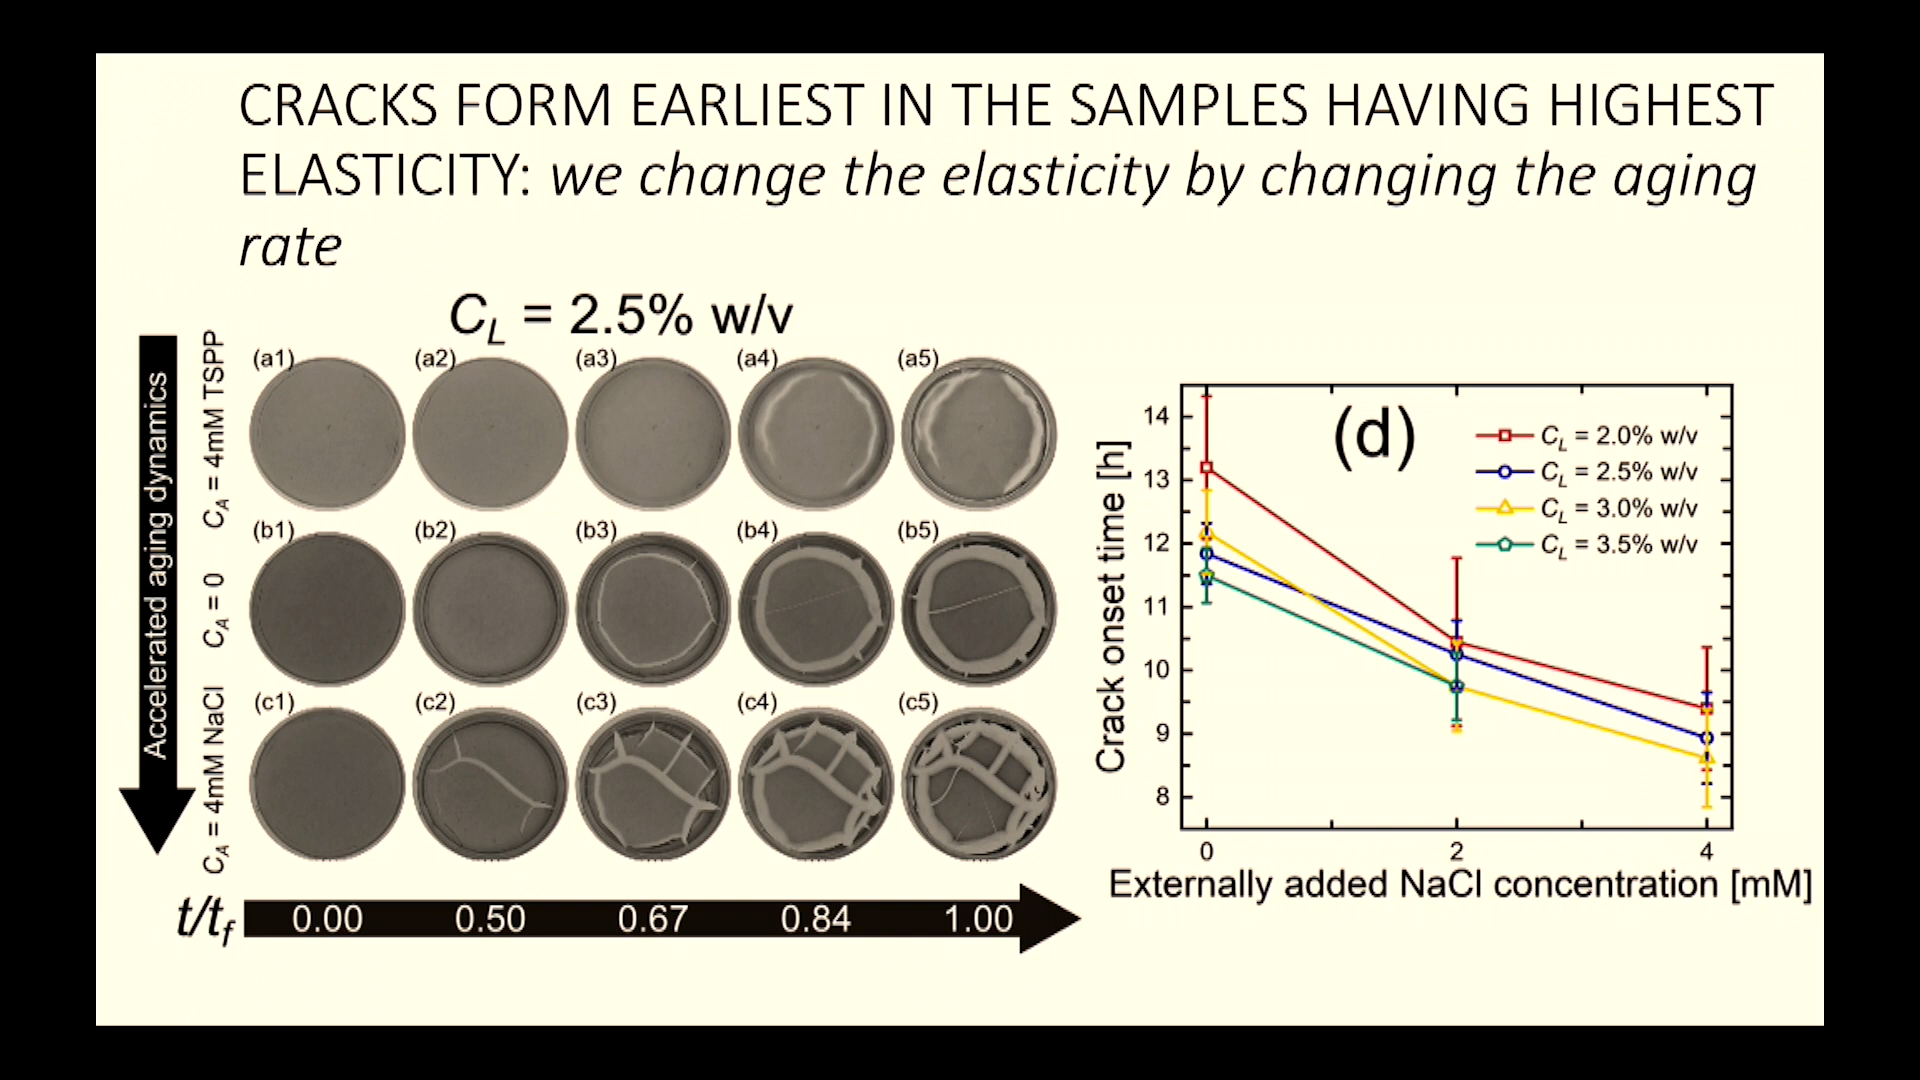 CRACKS FORM EARLIEST IN THE SAMPLES HAVING HIGHEST
ELASTICITY: we change the elasticity by changing the aging
rate
C_L = 2.5% w/v
Accelerated aging dynamics
C_A = 4mM TSPP
(a1) (a2) (a3) (a4) (a5)
C_A = 0
(b1) (b2) (b3) (b4) (b5)
C_A = 4mM NaCl
(c1) (c2) (c3) (c4) (c5)
t/t_f 0.00 0.50 0.67 0.84 1.00
(d)
C_L = 2.0% w/v
C_L = 2.5% w/v
C_L = 3.0% w/v
C_L = 3.5% w/v
Crack onset time [h]
14
13
12
11
10
9
8
0 2 4
Externally added NaCl concentration [mM]